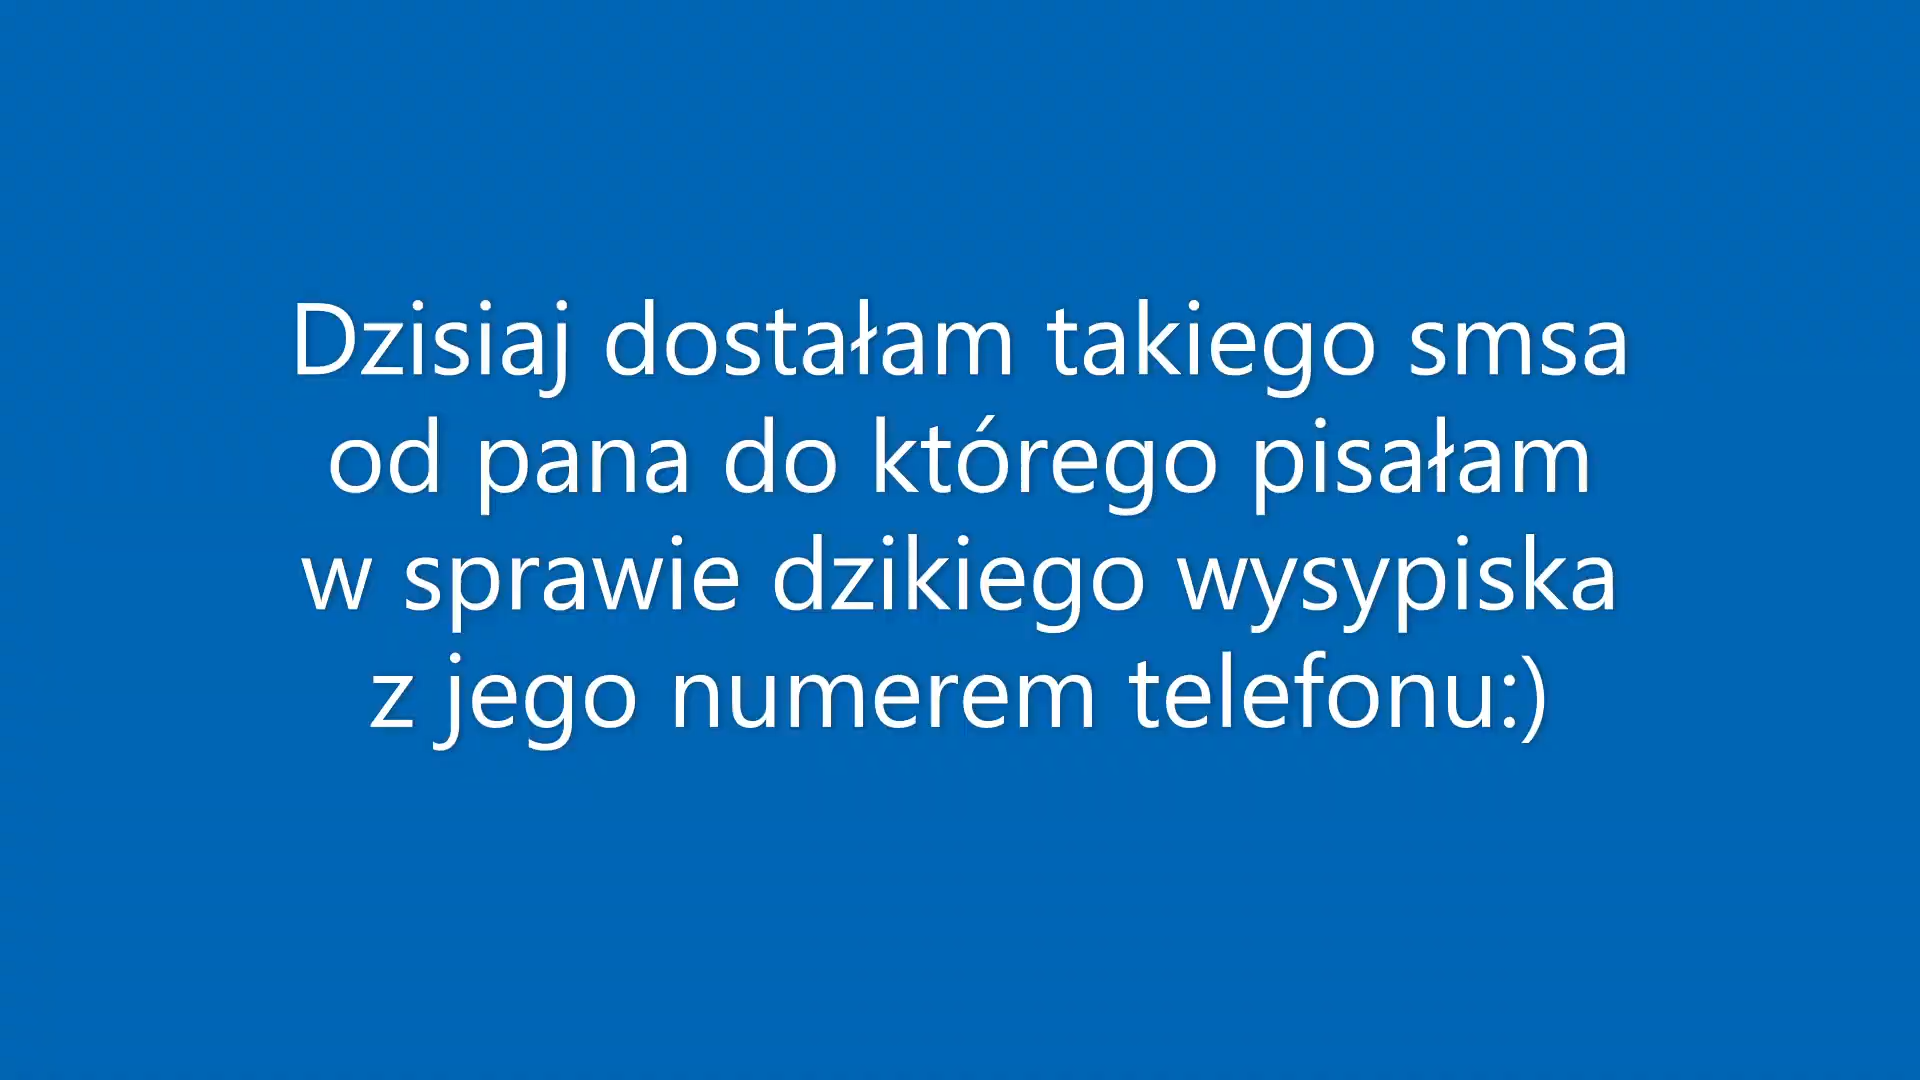 Dzisiaj dostałam takiego smsa
od pana do którego pisałam
w sprawie dzikiego wysypiska
z jego numerem telefonu:)